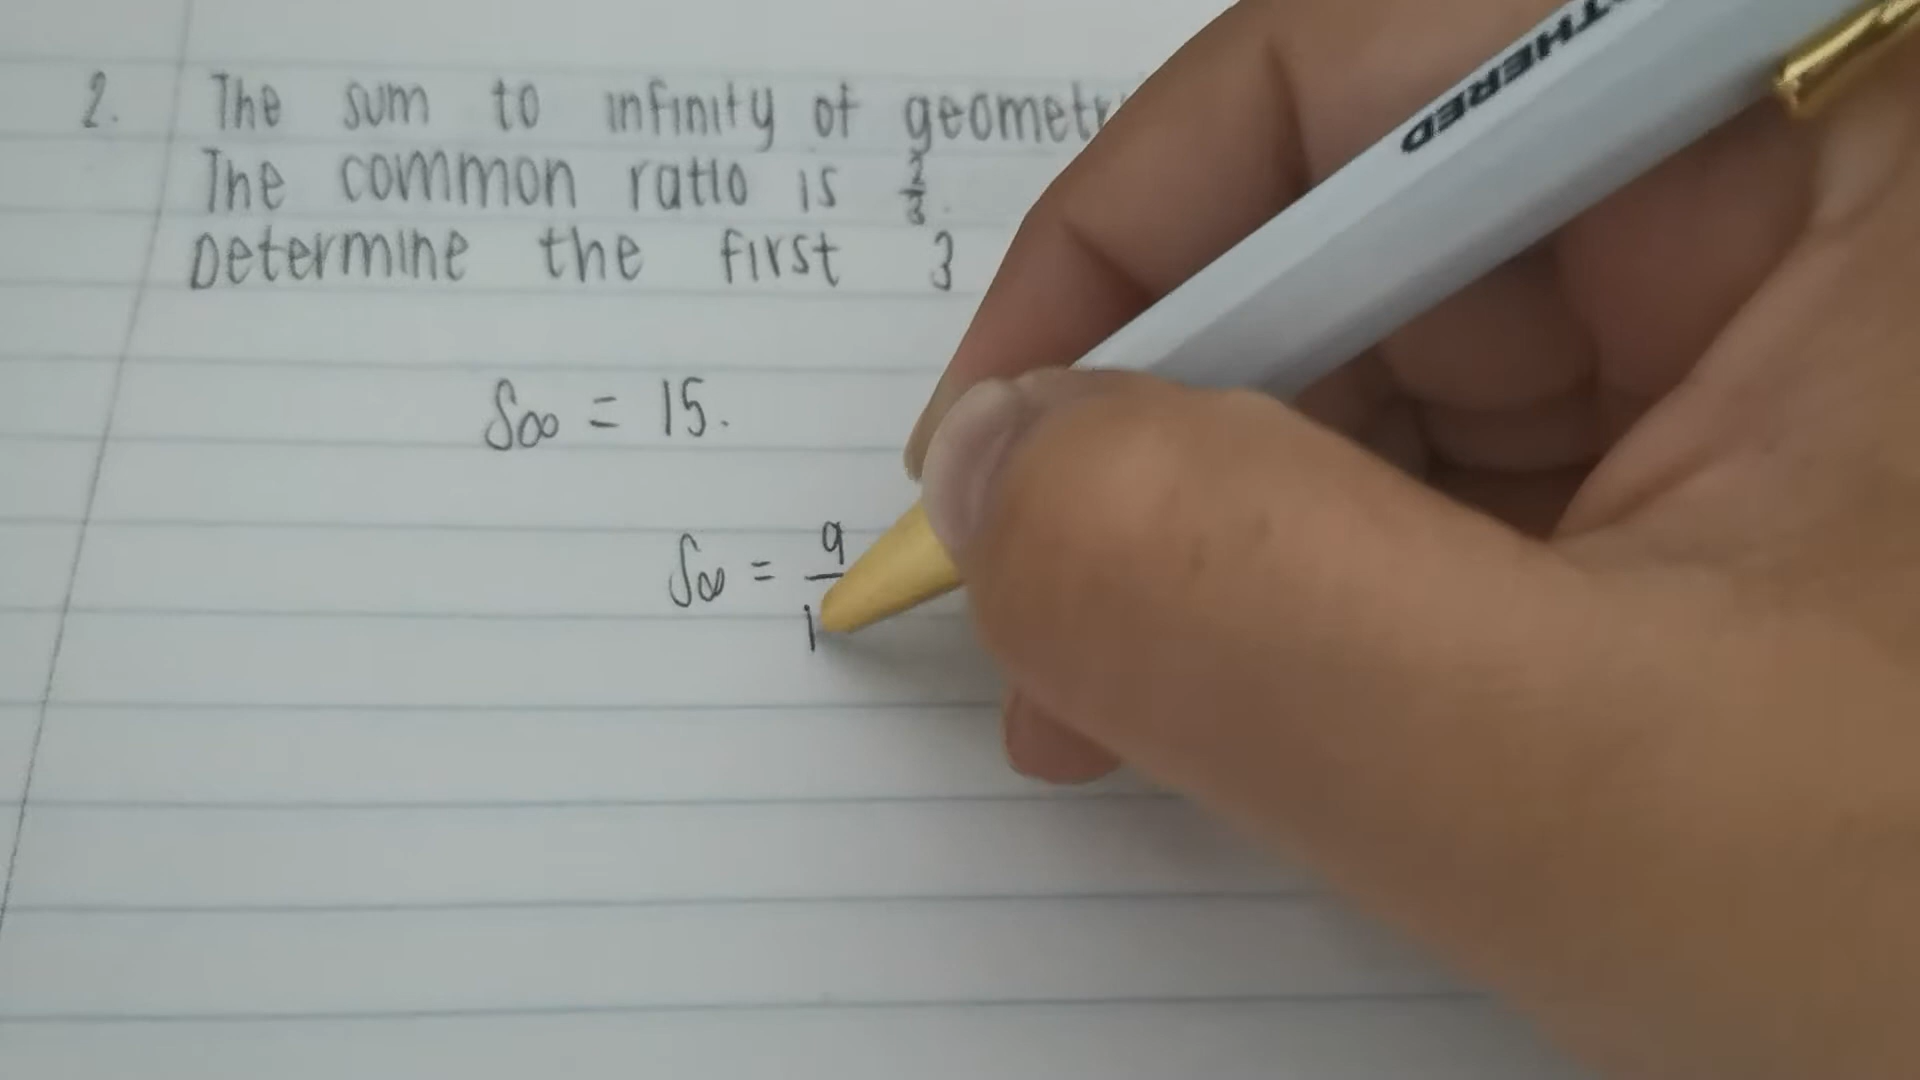 2. The sum to infinity of
The common ratio is 2/3.
Determine the first 3
S∞ = 15.
S∞ = a
1
THERED